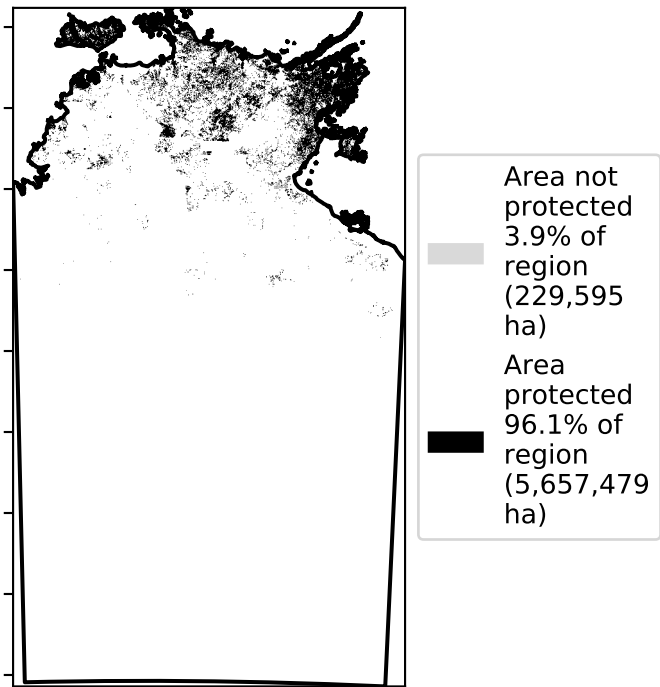 Area not
protected
3.9% of
region
(229,595
ha)
Area
protected
96.1% of
region
(5,657,479
ha)